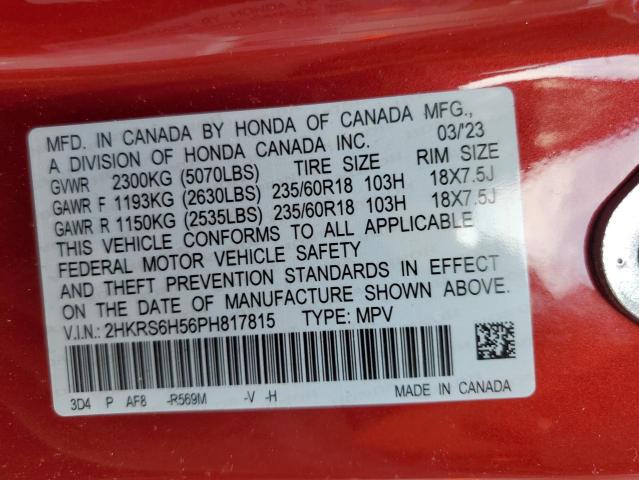 MFD. IN CANADA BY HONDA OF CANADA MFG.,
A DIVISION OF HONDA CANADA INC. 03/'23
GVWR 2300KG (5070LBS) TIRE SIZE RIM SIZE
GAWR F 1193KG (2630LBS) 235/60R18 103H 18X7.5J
GAWR R 1150KG (2535LBS) 235/60R18 103H 18X7.5J
THIS VEHICLE CONFORMS TO ALL APPLICABLE
FEDERAL MOTOR VEHICLE SAFETY
AND THEFT PREVENTION STANDARDS IN EFFECT
ON THE DATE OF MANUFACTURE SHOWN ABOVE.
V.I.N.: 2HKRS6H56PH817815 TYPE: MPV
3D4 P AF8 -R569M -V -H MADE IN CANADA